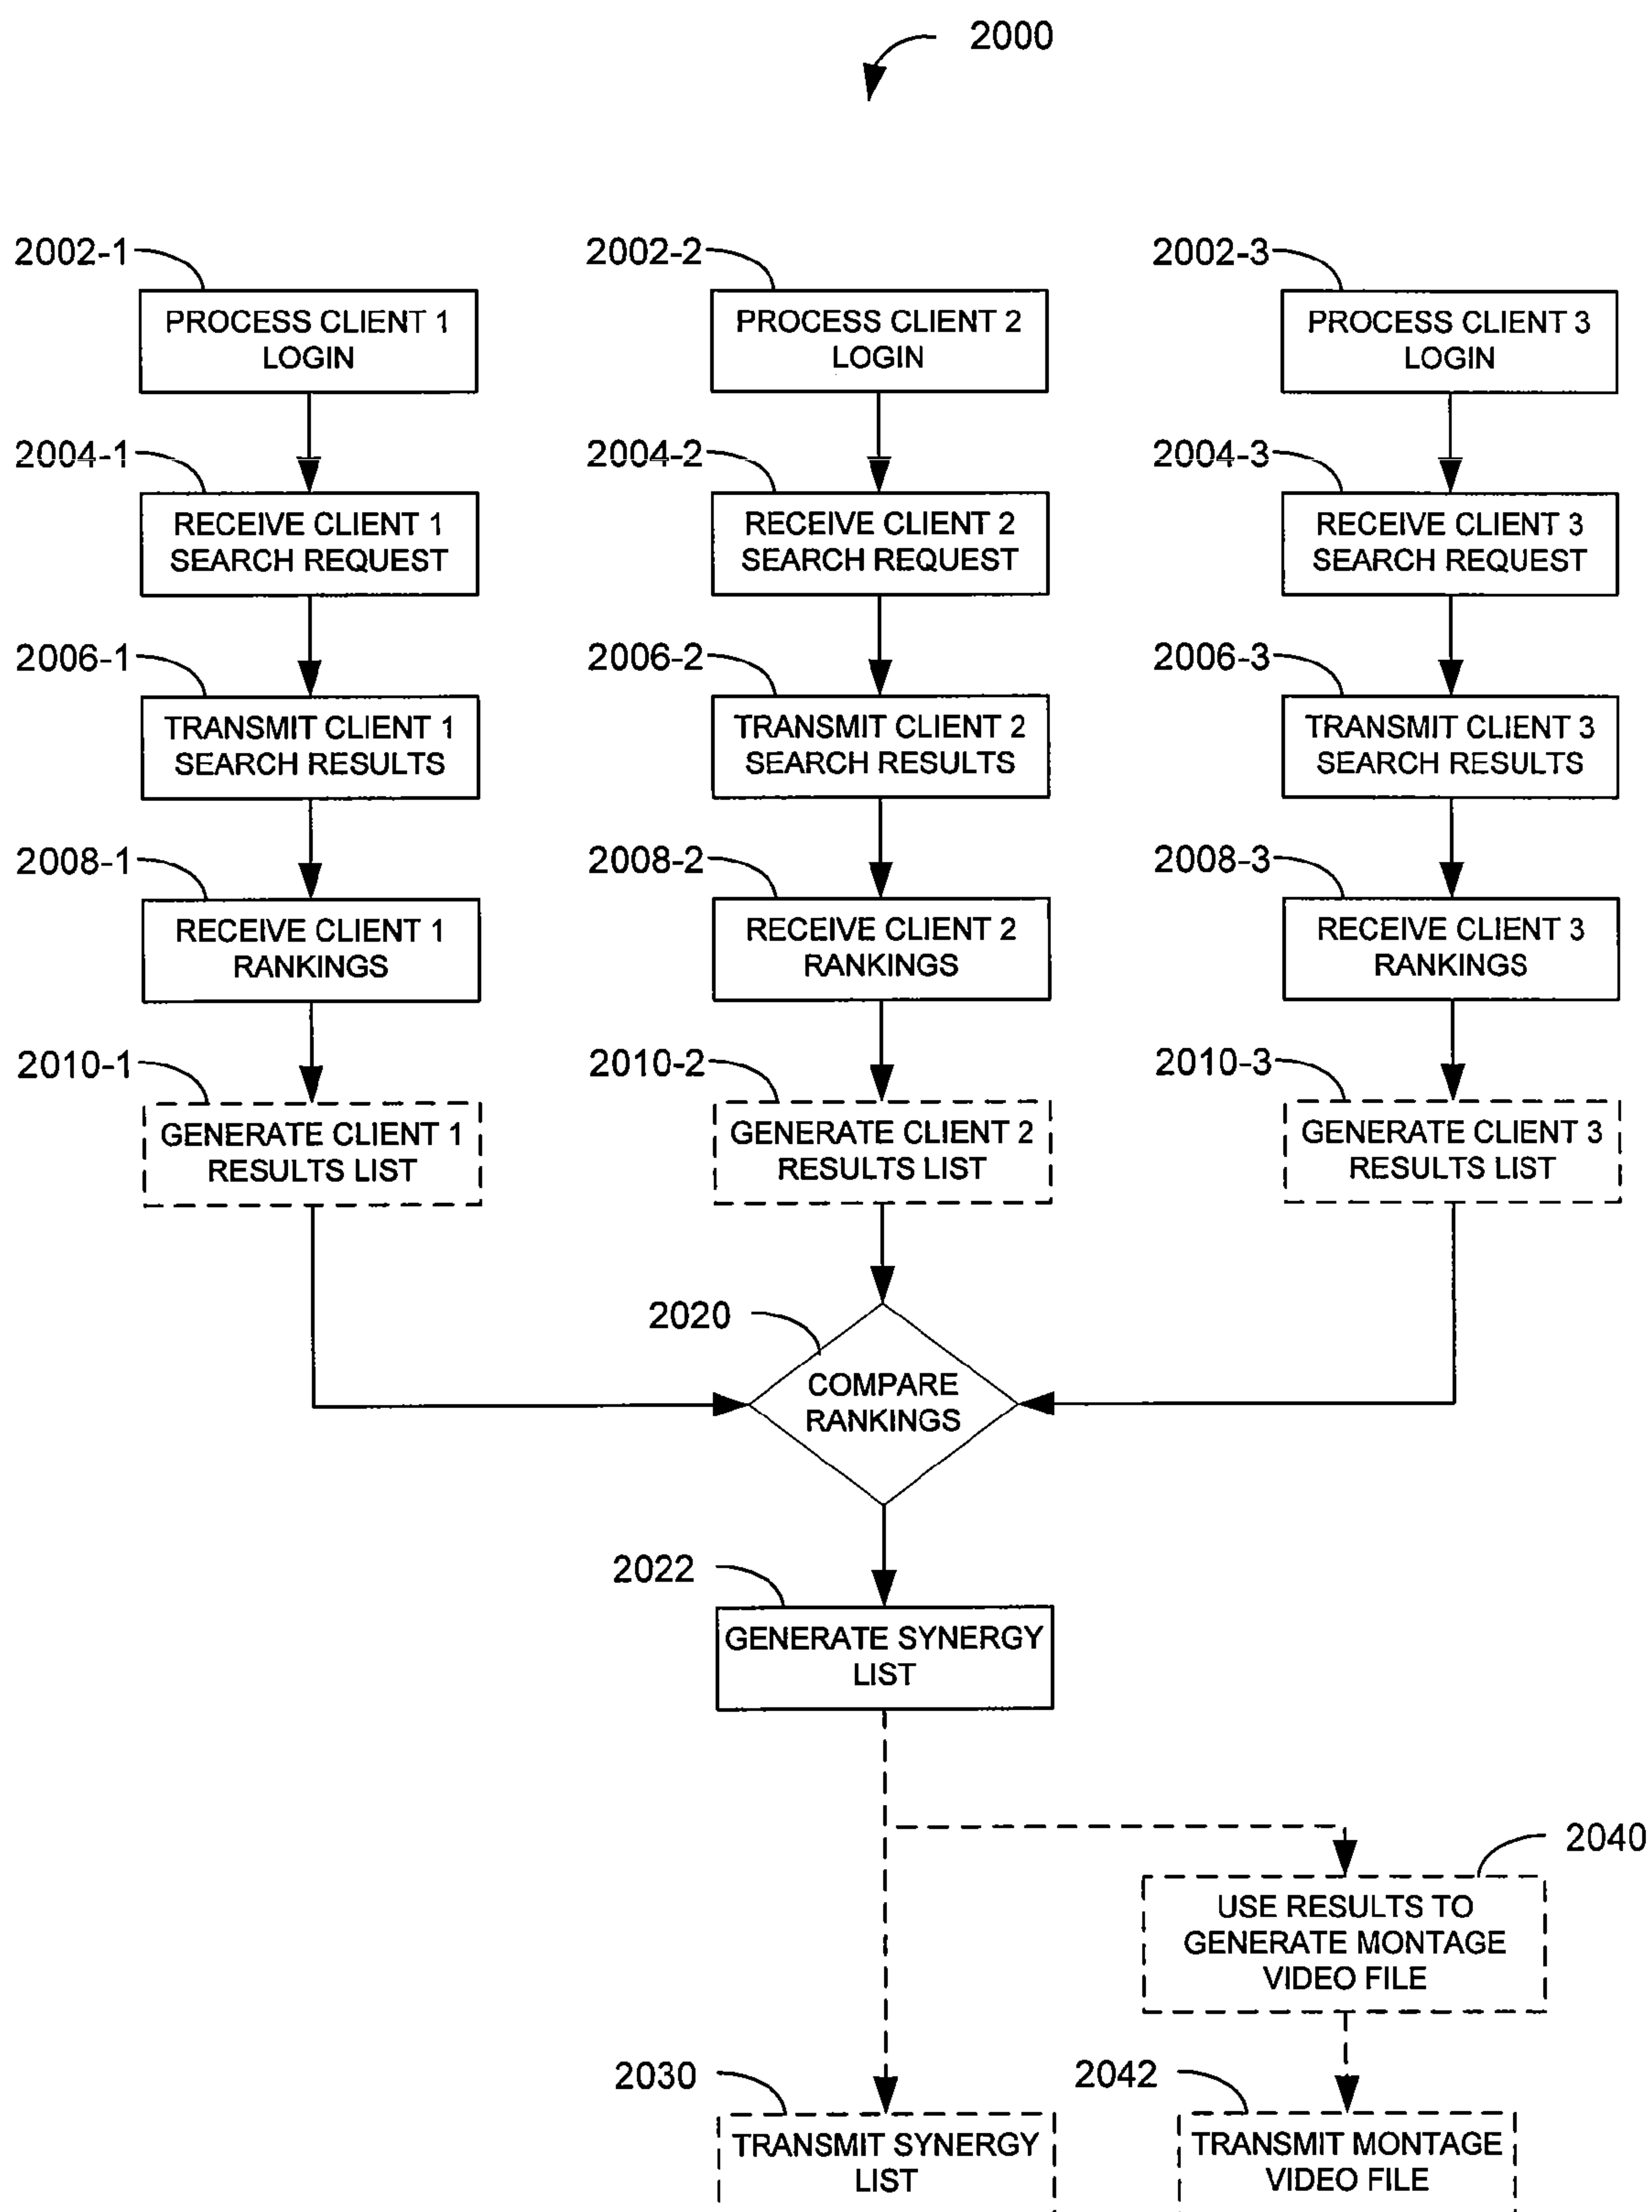 2000
2002-1
2002-2
2002-3
PROCESS CLIENT 1
LOGIN
PROCESS CLIENT 2
LOGIN
PROCESS CLIENT 3
LOGIN
2004-1
2004-2
2004-3
RECEIVE CLIENT 1
SEARCH REQUEST
RECEIVE CLIENT 2
SEARCH REQUEST
RECEIVE CLIENT 3
SEARCH REQUEST
2006-1
2006-2
2006-3
TRANSMIT CLIENT 1
SEARCH RESULTS
TRANSMIT CLIENT 2
SEARCH RESULTS
TRANSMIT CLIENT 3
SEARCH RESULTS
2008-1
2008-2
2008-3
RECEIVE CLIENT 1
RANKINGS
RECEIVE CLIENT 2
RANKINGS
RECEIVE CLIENT 3
RANKINGS
2010-1
2010-2
2010-3
GENERATE CLIENT 1
RESULTS LIST
GENERATE CLIENT 2
RESULTS LIST
GENERATE CLIENT 3
RESULTS LIST
2020
COMPARE
RANKINGS
2022
GENERATE SYNERGY
LIST
2040
USE RESULTS TO
GENERATE MONTAGE
VIDEO FILE
2030
2042
TRANSMIT SYNERGY
LIST
TRANSMIT MONTAGE
VIDEO FILE